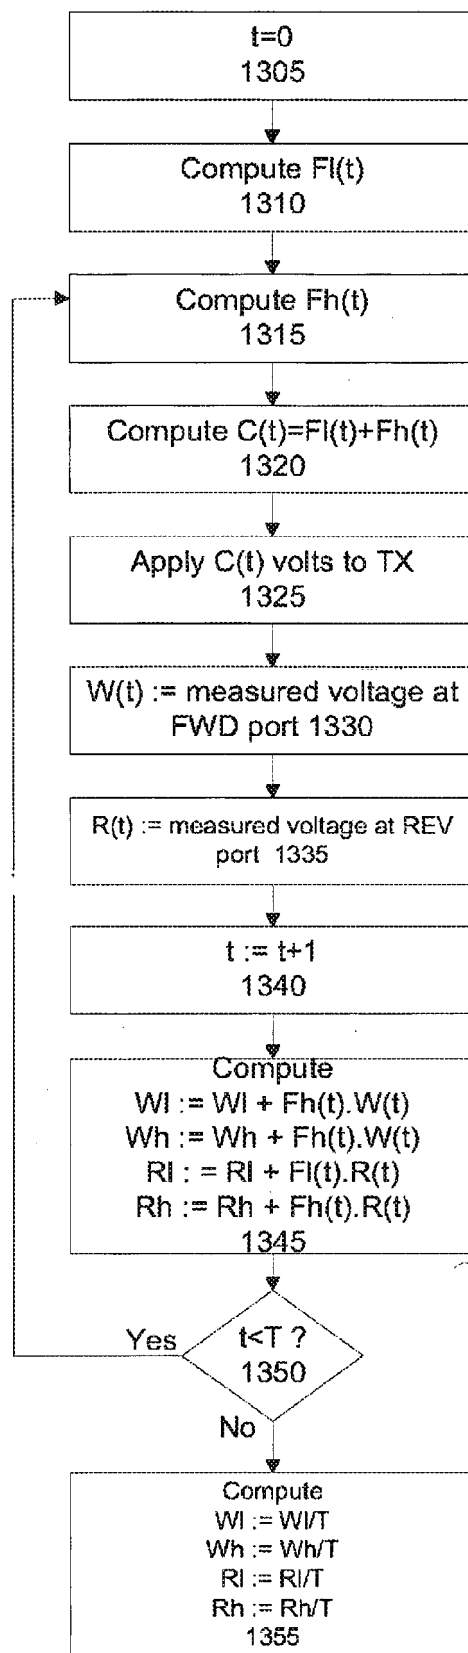 t=0
1305
Compute Fl(t)
1310
Compute Fh(t)
1315
Compute C(t)=Fl(t)+Fh(t)
1320
Apply C(t) volts to TX
1325
W(t) := measured voltage at
FWD port 1330
R(t) := measured voltage at REV
port 1335
t := t+1
1340
Compute
Wl := Wl + Fh(t).W(t)
Wh := Wh + Fh(t).W(t)
Rl : = Rl + Fl(t).R(t)
Rh := Rh + Fh(t).R(t)
1345
Yes
t<T ?
1350
No
Compute
Wl := Wl/T
Wh := Wh/T
Rl := Rl/T
Rh := Rh/T
1355